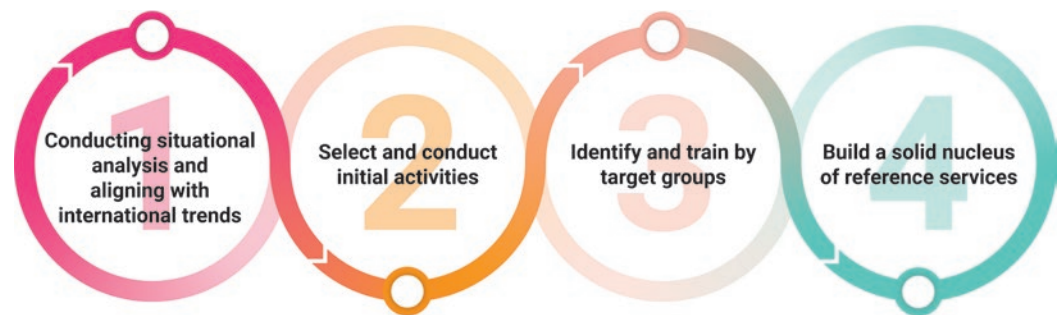 1
Conducting situational
analysis and
aligning with
international trends
2
Select and conduct
initial activities
3
Identify and train by
target groups
4
Build a solid nucleus
of reference services